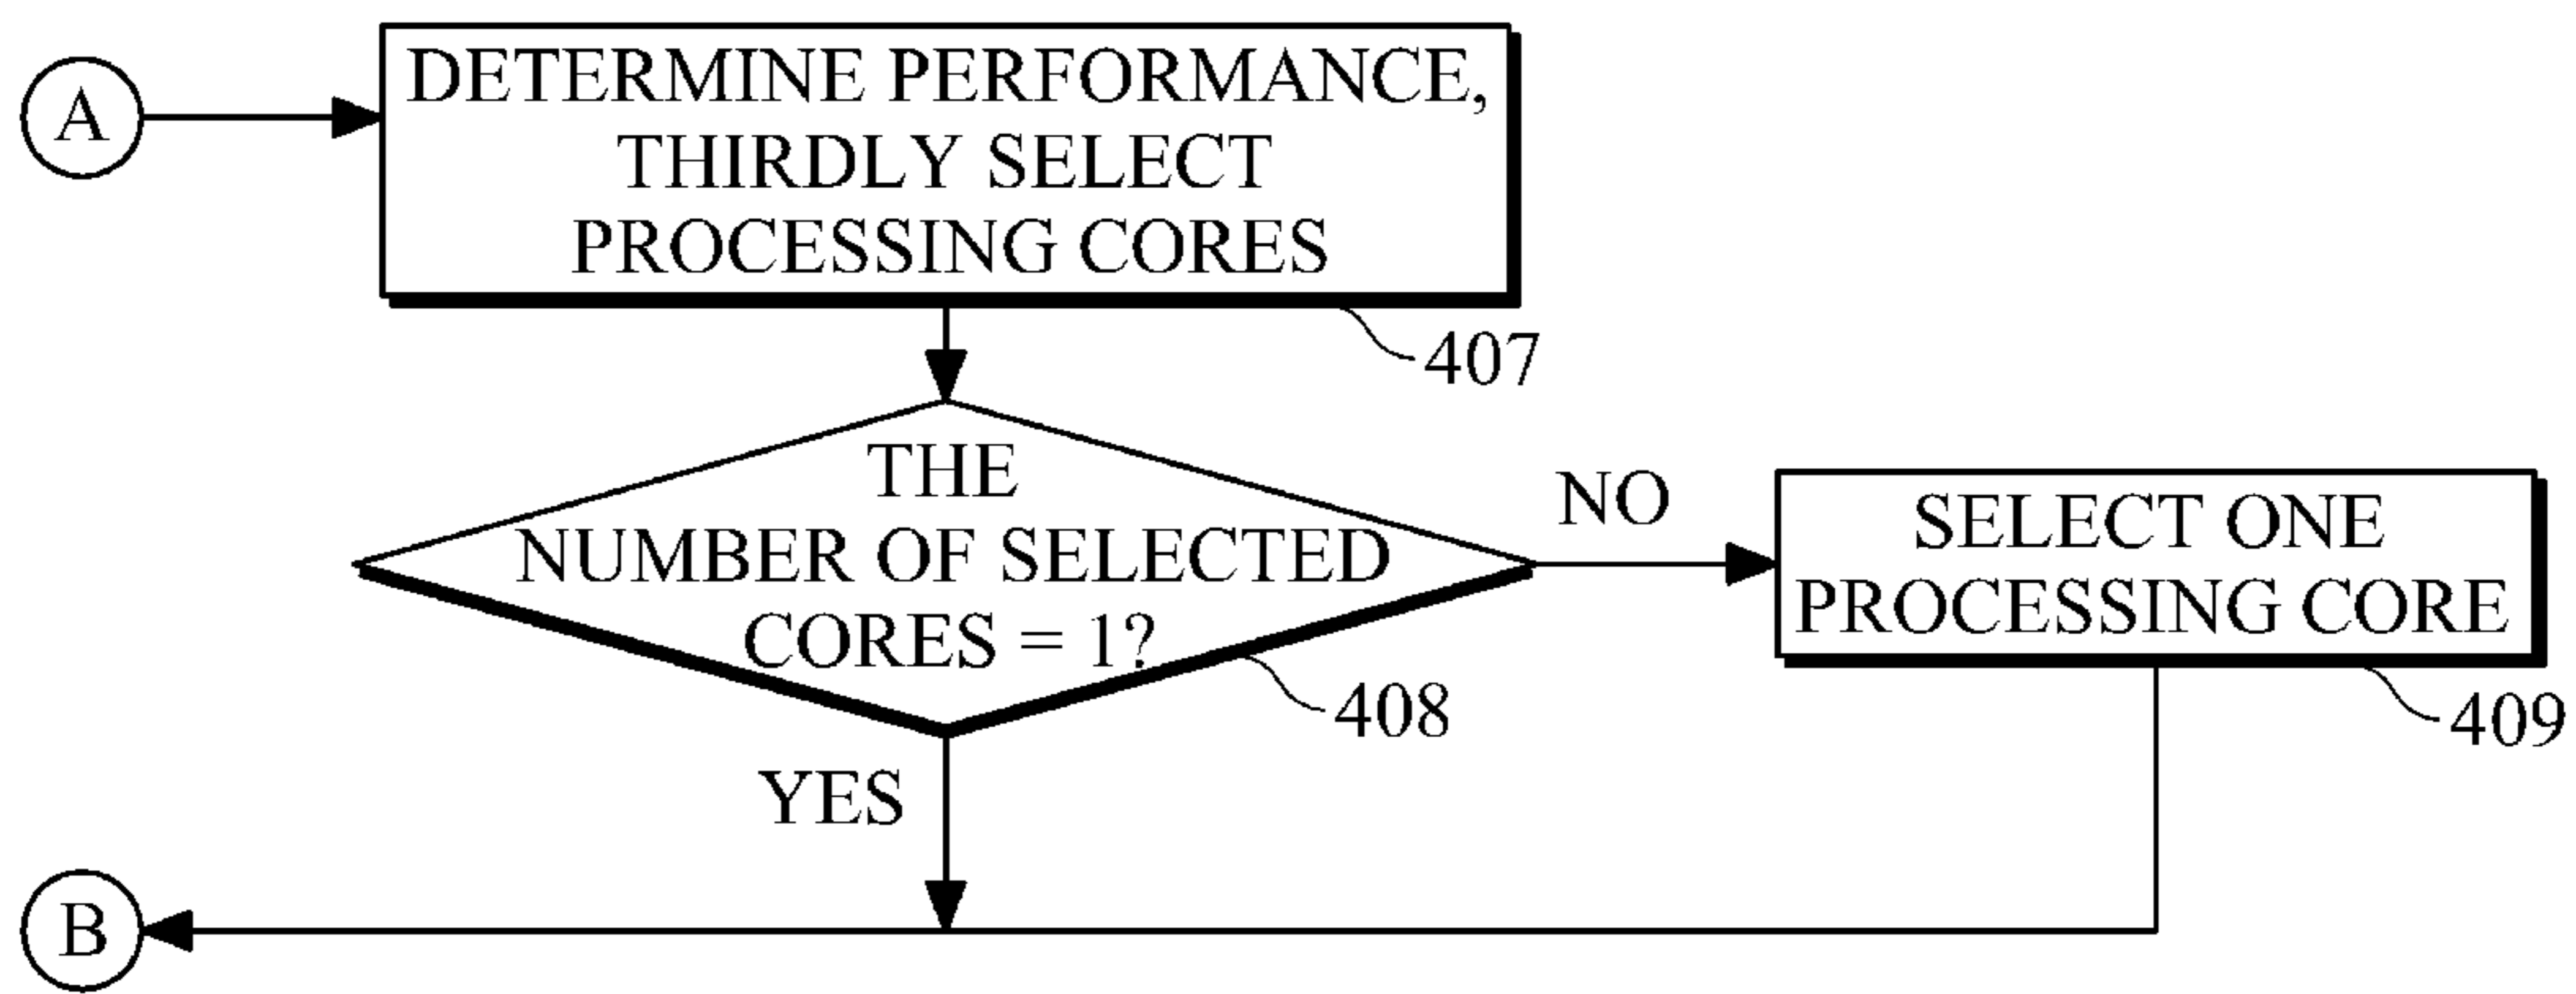 A
DETERMINE PERFORMANCE,
THIRDLY SELECT
PROCESSING CORES
407
THE
NUMBER OF SELECTED
CORES = 1?
408
NO
SELECT ONE
PROCESSING CORE
409
YES
B